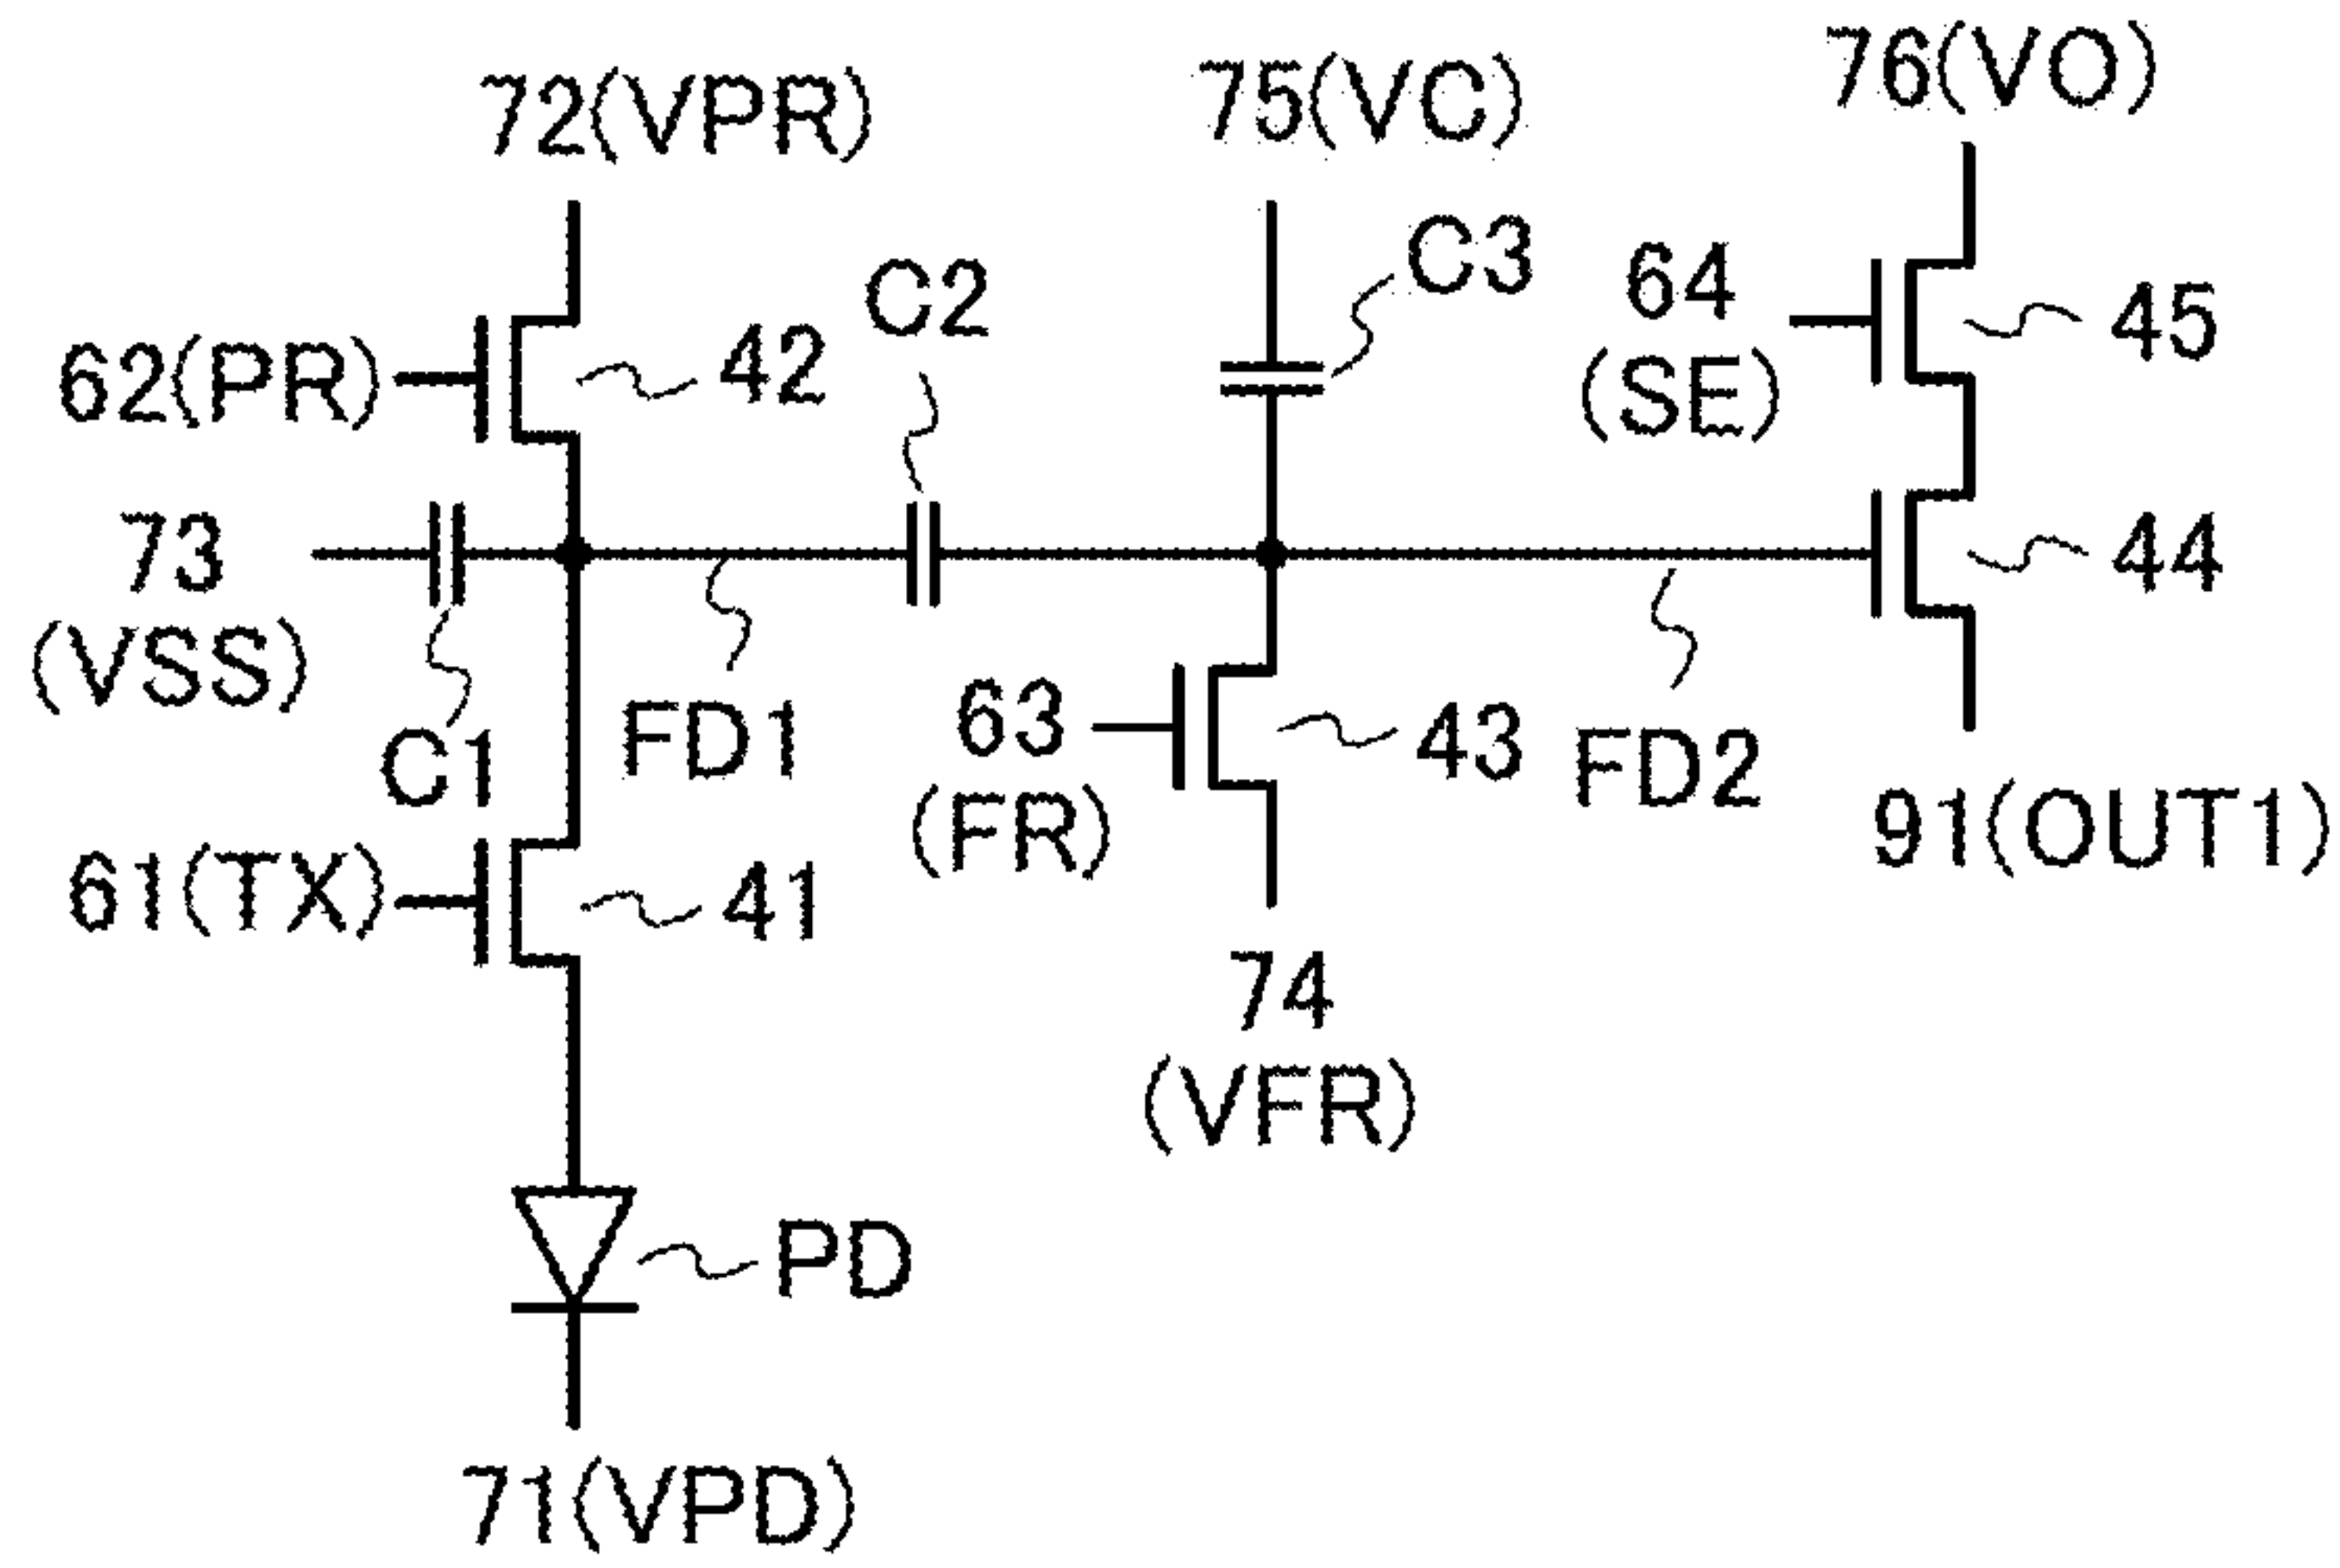 72(VPR)
75(VC)
76(VO)
C2
C3
64
(SE)
45
62(PR)
42
73
(VSS)
44
C1
FD1
63
(FR)
43
FD2
91(OUT1)
61(TX)
41
74
(VFR)
PD
71(VPD)